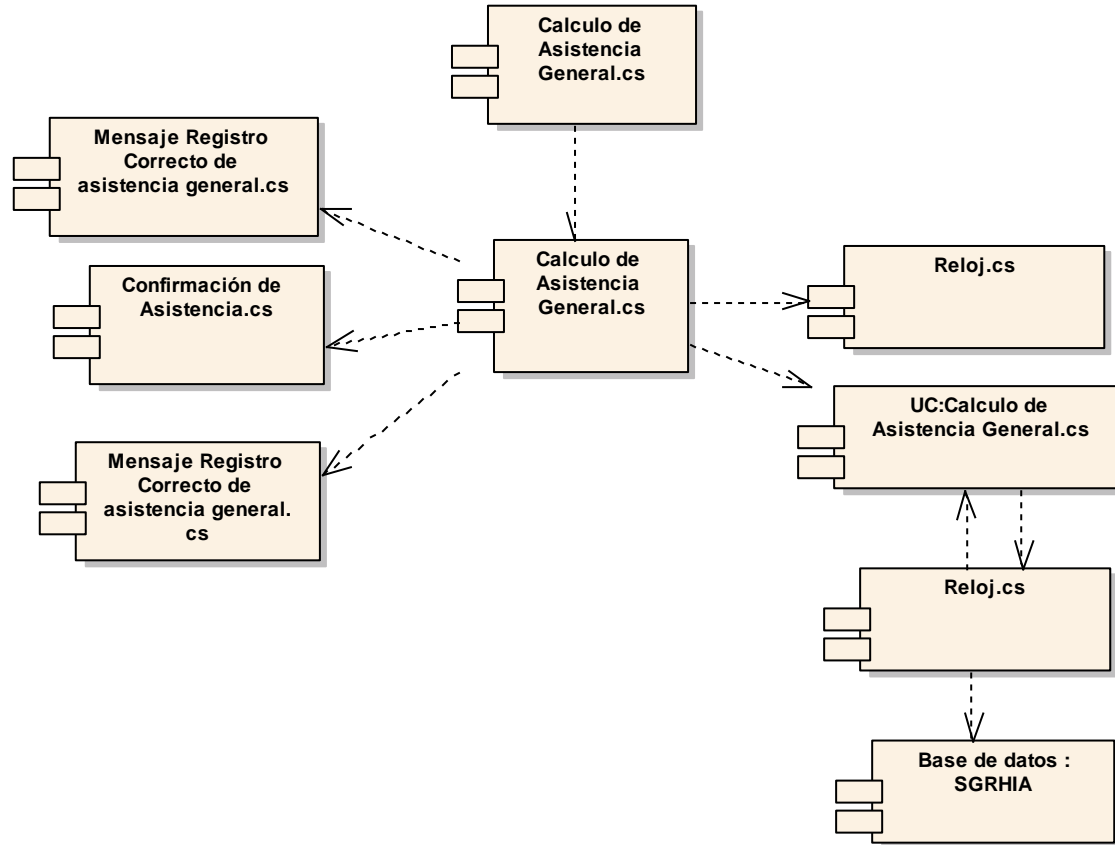 Calculo de
Asistencia
General.cs
Mensaje Registro
Correcto de
asistencia general.cs
Confirmación de
Asistencia.cs
Mensaje Registro
Correcto de
asistencia general.
cs
Calculo de
Asistencia
General.cs
Reloj.cs
UC:Calculo de
Asistencia General.cs
Reloj.cs
Base de datos :
SGRHIA